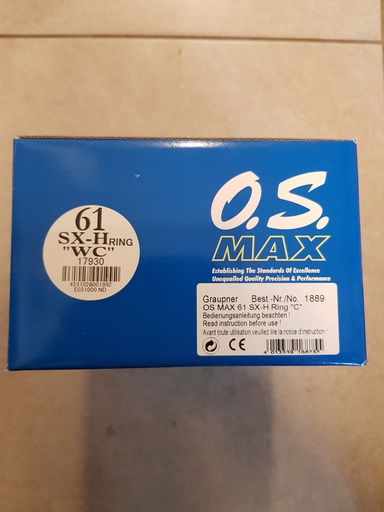 61
SX-HRING
"WC"
17930
4531028001992
E031000 ND
O.S.
MAX
Establishing The Standards Of Excellence
Unequalled Quality Precision & Performance
Graupner Best.-Nr./No. 1889
OS MAX 61 SX-H Ring "C"
Bedienungsanleitung beachten !
Read instruction before use !
Avant toute utilisation, veuillez lire la notice d'instruction !
CE